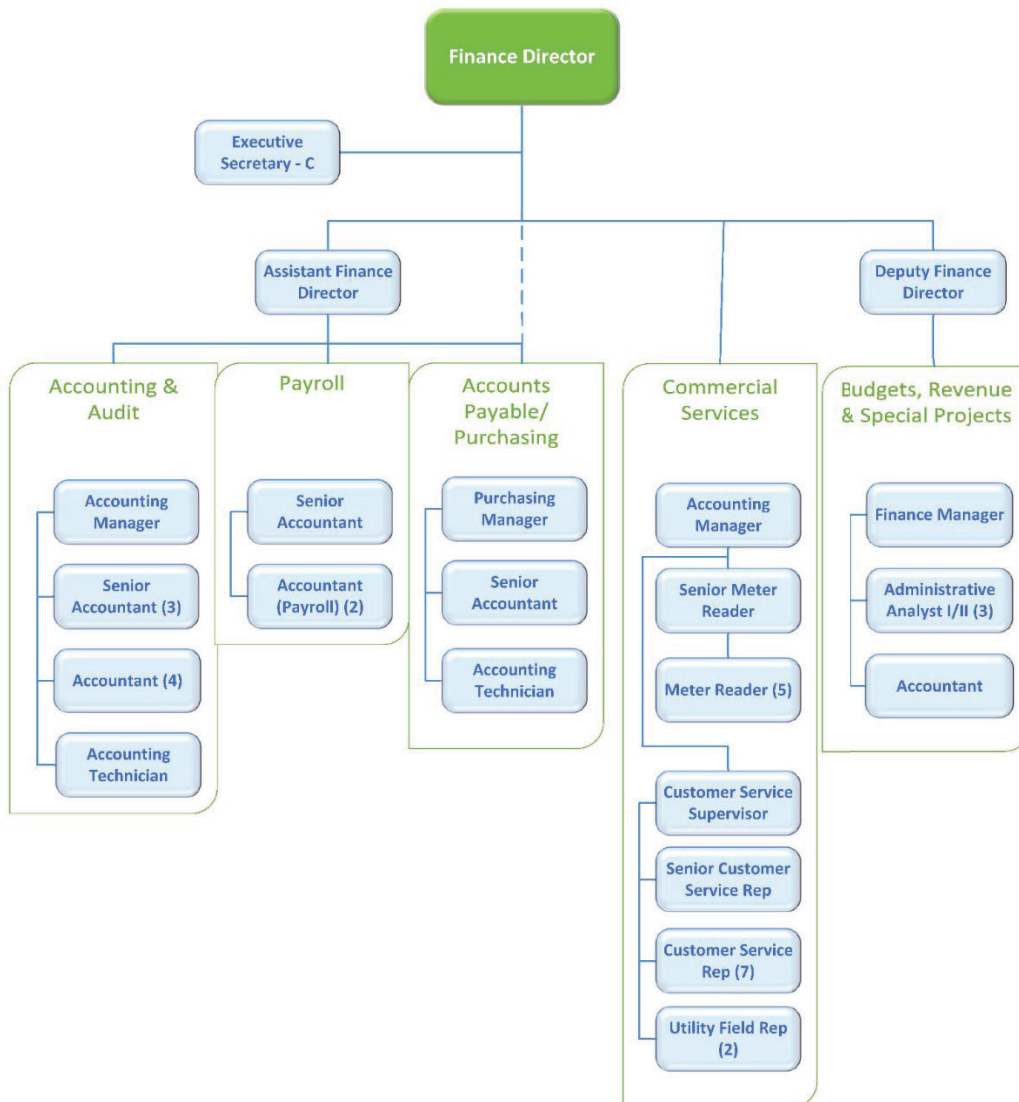 Finance Director
Executive
Secretary - C
Assistant Finance
Director
Deputy Finance
Director
Accounting &
Audit
Accounting
Manager
Senior
Accountant (3)
Accountant (4)
Accounting
Technician
Payroll
Senior
Accountant
Accountant
(Payroll) (2)
Accounts
Payable/
Purchasing
Purchasing
Manager
Senior
Accountant
Accounting
Technician
Commercial
Services
Accounting
Manager
Senior Meter
Reader
Meter Reader (5)
Customer Service
Supervisor
Senior Customer
Service Rep
Customer Service
Rep (7)
Utility Field Rep
(2)
Budgets, Revenue
& Special Projects
Finance Manager
Administrative
Analyst I/II (3)
Accountant